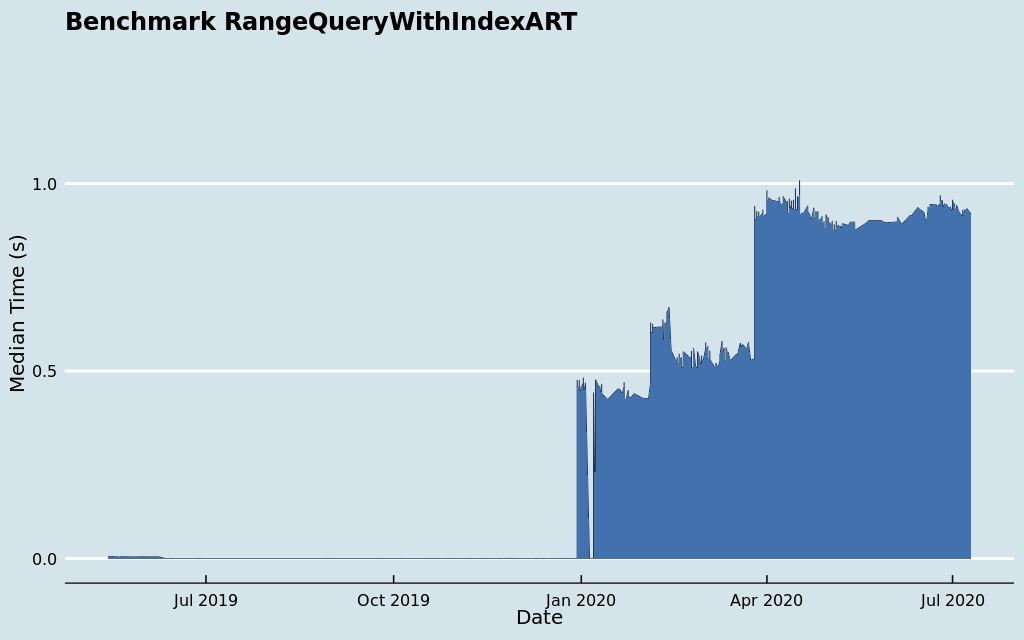 Benchmark RangeQueryWithIndexART
1.0
0.5
0.0
Median Time (s)
Jul 2019
Oct 2019
Jan 2020
Apr 2020
Jul 2020
Date